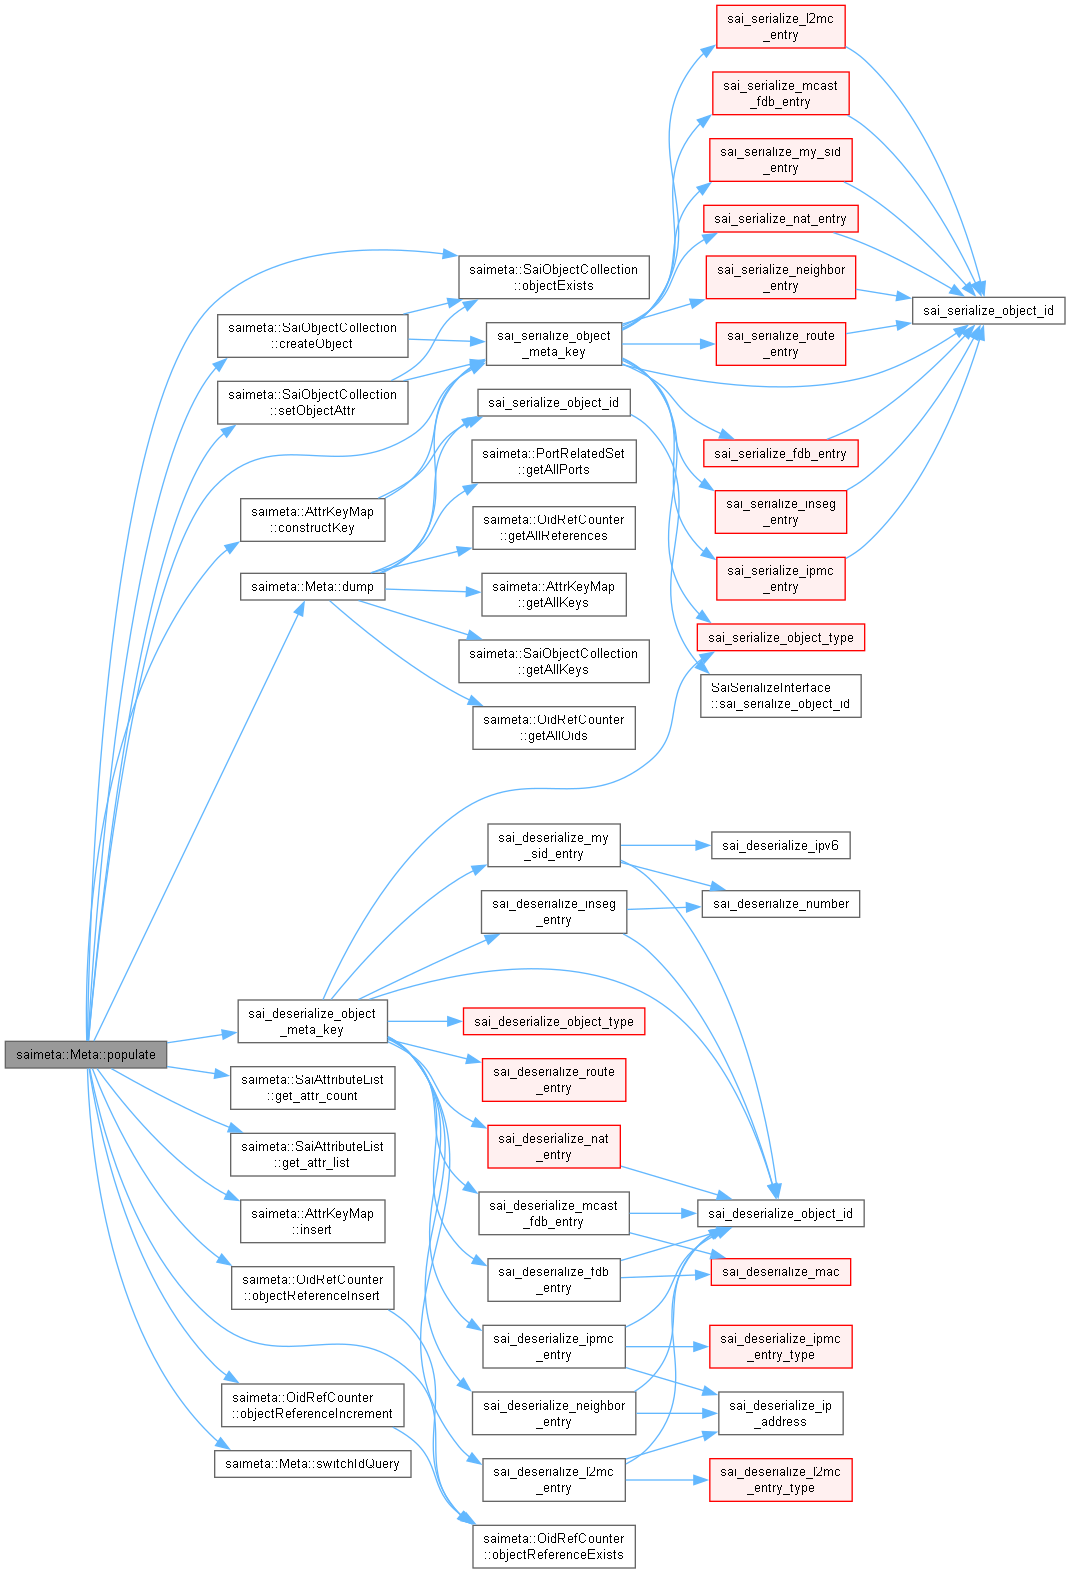 sai_serialize_l2mc
_entry
sai_serialize_mcast
_fdb_entry
sai_serialize_my_sid
_entry
sai_serialize_nat_entry
saimeta::SaiObjectCollection
::objectExists
sai_serialize_neighbor
_entry
sai_serialize_object_id
saimeta::SaiObjectCollection
::createObject
sai_serialize_object
_meta_key
sai_serialize_route
_entry
saimeta::SaiObjectCollection
::setObjectAttr
sai_serialize_object_id
saimeta::PortRelatedSet
::getAllPorts
sai_serialize_fdb_entry
saimeta::AttrKeyMap
::constructKey
saimeta::OidRefCounter
::getAllReferences
sai_serialize_inseg
_entry
saimeta::Meta::dump
saimeta::AttrKeyMap
::getAllKeys
sai_serialize_ipmc
_entry
saimeta::SaiObjectCollection
::getAllKeys
sai_serialize_object_type
saimeta::OidRefCounter
::getAllOids
SaiSerializeInterface
::sai_serialize_object_id
sai_deserialize_my
_sid_entry
sai_deserialize_ipv6
sai_deserialize_inseg
_entry
sai_deserialize_number
sai_deserialize_object
_meta_key
sai_deserialize_object_type
saimeta::Meta::populate
sai_deserialize_route
_entry
saimeta::SaiAttributeList
::get_attr_count
saimeta::SaiAttributeList
::get_attr_list
sai_deserialize_nat
_entry
saimeta::AttrKeyMap
::insert
sai_deserialize_mcast
_fdb_entry
sai_deserialize_object_id
saimeta::OidRefCounter
::objectReferenceInsert
sai_deserialize_fdb
_entry
sai_deserialize_mac
sai_deserialize_ipmc
_entry
sai_deserialize_ipmc
_entry_type
saimeta::OidRefCounter
::objectReferenceIncrement
sai_deserialize_neighbor
_entry
sai_deserialize_ip
_address
saimeta::Meta::switchIdQuery
sai_deserialize_l2mc
_entry
sai_deserialize_l2mc
_entry_type
saimeta::OidRefCounter
::objectReferenceExists